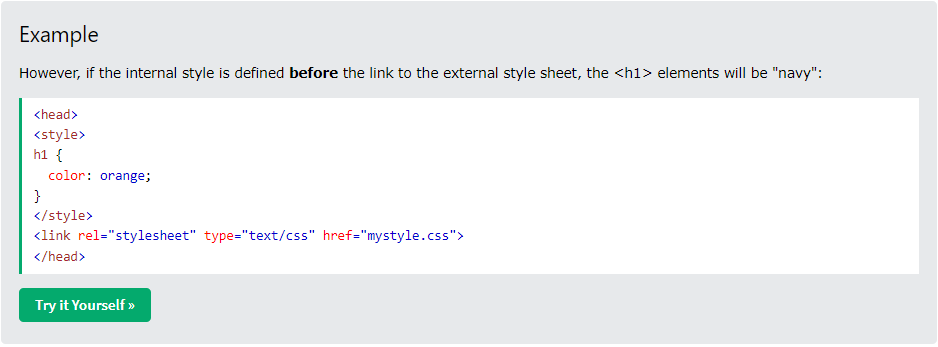 Example
However, if the internal style is defined before the link to the external style sheet, the <h1> elements will be "navy":
<head>
<style>
h1 {
  color: orange;
}
</style>
<link rel="stylesheet" type="text/css" href="mystyle.css">
</head>
Try it Yourself »